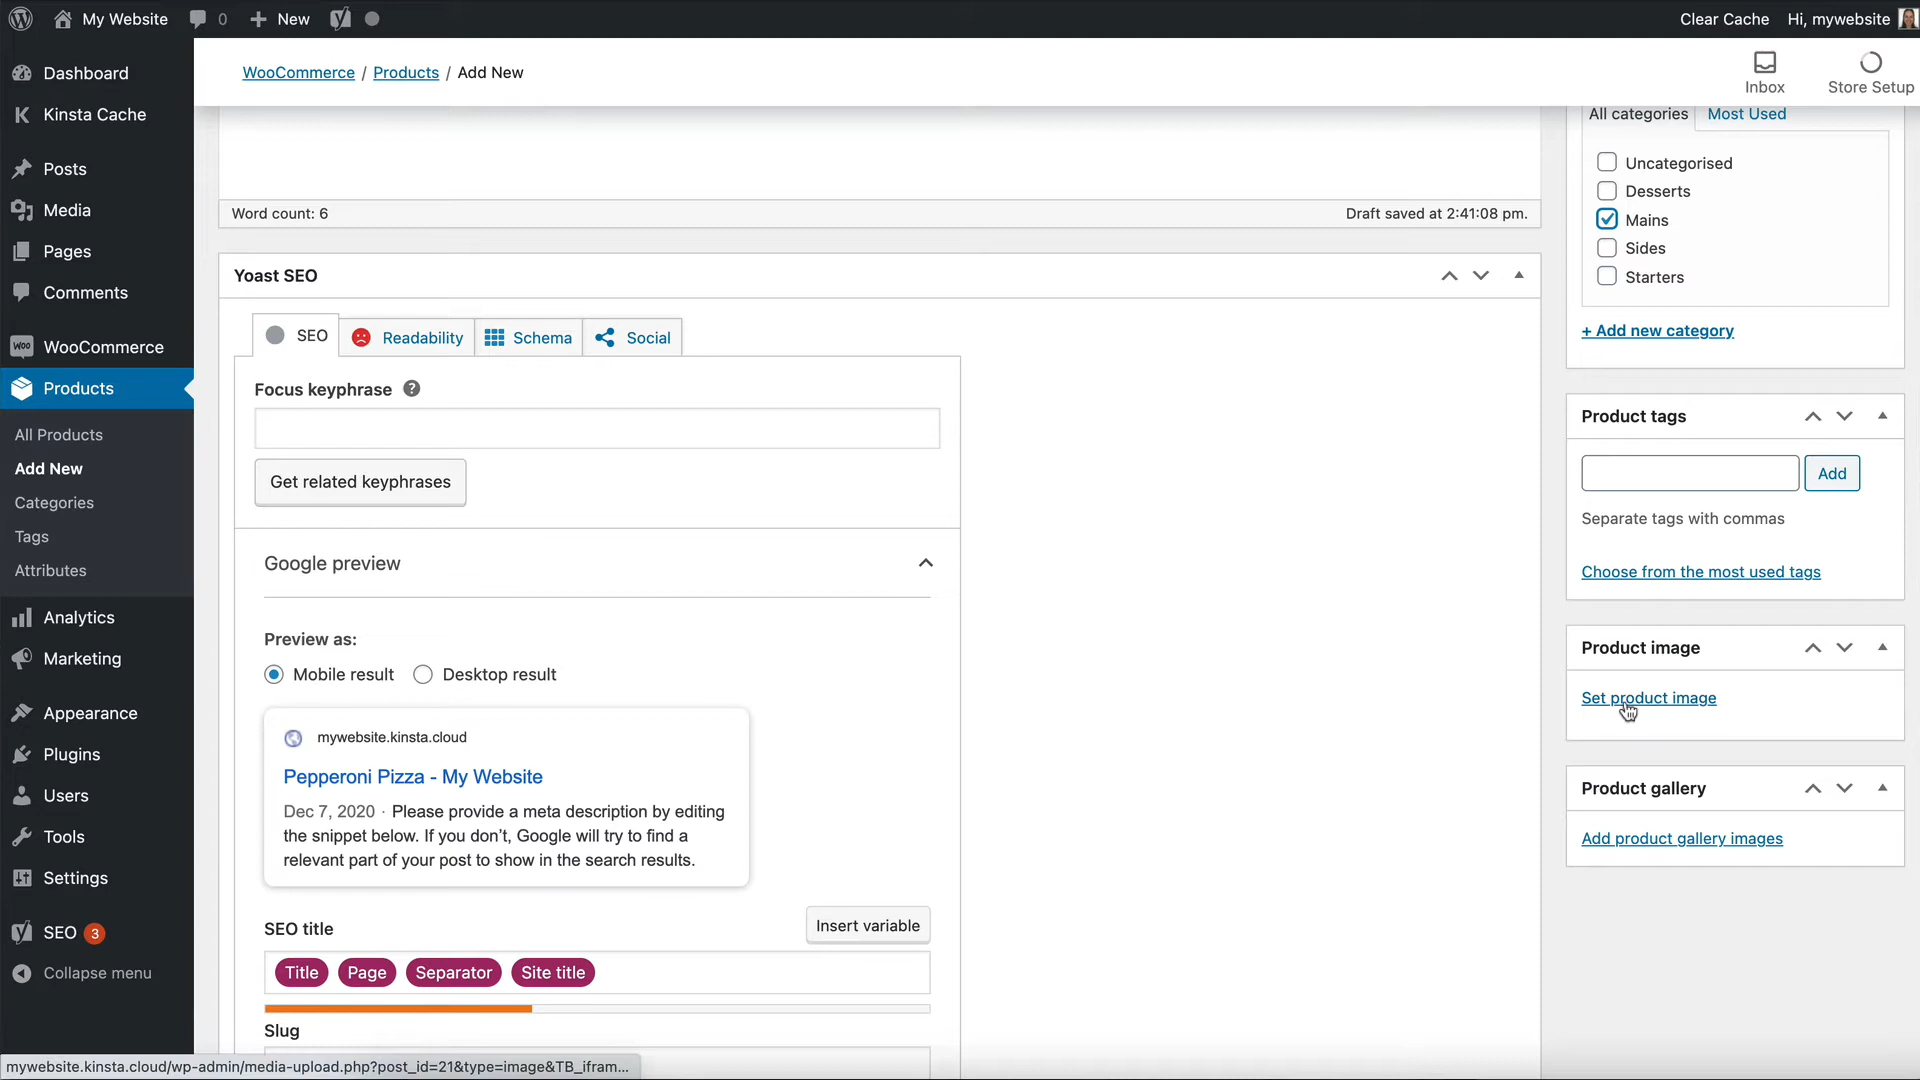 My Website
0
New
Clear Cache
Hi, mywebsite
Dashboard
Kinsta Cache
Posts
Media
Pages
Comments
WooCommerce
Products
All Products
Add New
Categories
Tags
Attributes
Analytics
Marketing
Appearance
Plugins
Users
Tools
Settings
SEO 3
Collapse menu
WooCommerce / Products / Add New
Inbox
Store Setup
Word count: 6
Draft saved at 2:41:08 pm.
Yoast SEO
SEO
Readability
Schema
Social
Focus keyphrase ?
Get related keyphrases
Google preview
Preview as:
Mobile result
Desktop result
mywebsite.kinsta.cloud
Pepperoni Pizza - My Website
Dec 7, 2020 · Please provide a meta description by editing
the snippet below. If you don’t, Google will try to find a
relevant part of your post to show in the search results.
SEO title
Insert variable
Title Page Separator Site title
Slug
All categories
Most Used
Uncategorised
Desserts
Mains
Sides
Starters
+ Add new category
Product tags
Add
Separate tags with commas
Choose from the most used tags
Product image
Set product image
Product gallery
Add product gallery images
mywebsite.kinsta.cloud/wp-admin/media-upload.php?post_id=21&type=image&TB_ifram...